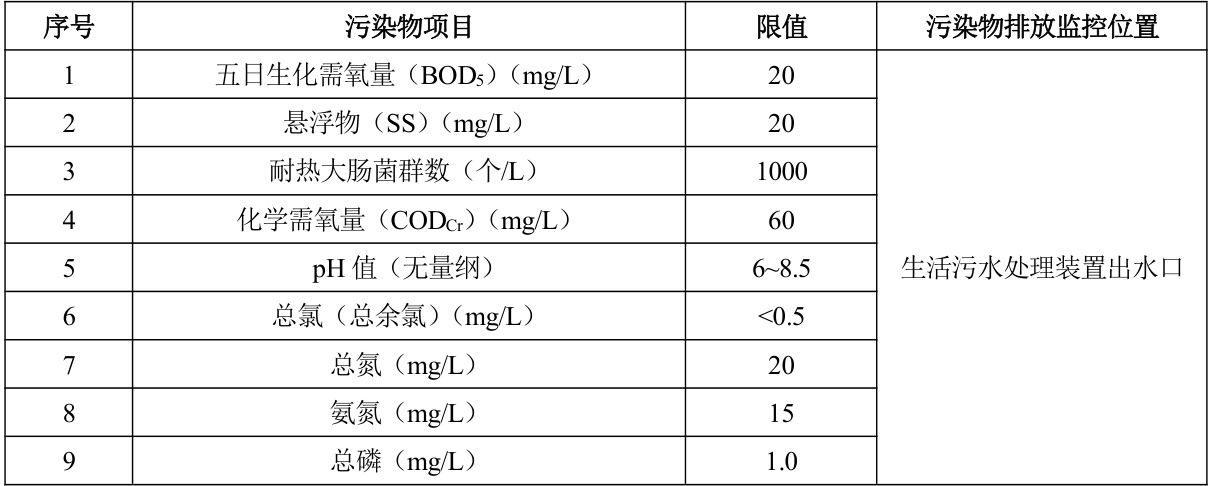 序号 污染物项目 限值 污染物排放监控位置
1 五日生化需氧量（BOD₅）（mg/L） 20
2 悬浮物（SS）（mg/L） 20
3 耐热大肠菌群数（个/L） 1000
4 化学需氧量（CODCr）（mg/L） 60
5 pH 值（无量纲） 6~8.5 生活污水处理装置出水口
6 总氯（总余氯）（mg/L） <0.5
7 总氮（mg/L） 20
8 氨氮（mg/L） 15
9 总磷（mg/L） 1.0